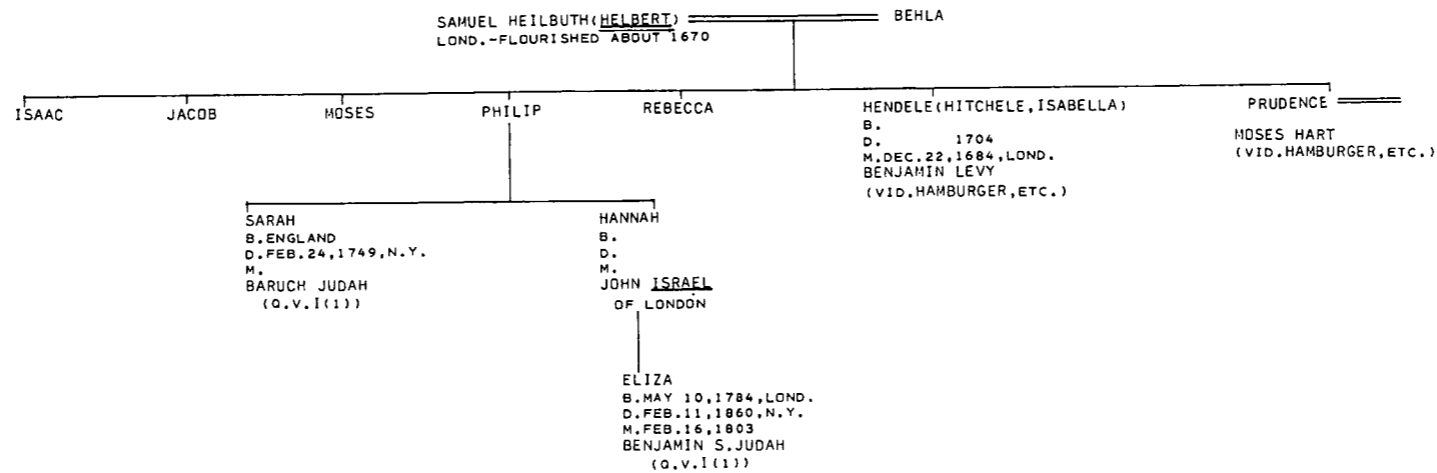 SAMUEL HEILBUTH(HELBERT)
BEHLA
LOND.-FLOURISHED ABOUT 1670
ISAAC
JACOB
MOSES
PHILIP
REBECCA
HENDELE(HITCHELE,ISABELLA)
B.
D. 1704
M.DEC.22,1684,LOND.
BENJAMIN LEVY
(VID.HAMBURGER,ETC.)
PRUDENCE
MOSES HART
(VID.HAMBURGER,ETC.)
SARAH
B.ENGLAND
D.FEB.24,1749,N.Y.
M.
BARUCH JUDAH
(Q.V.I(1))
HANNAH
B.
D.
M.
JOHN ISRAEL
OF LONDON
ELIZA
B.MAY 10,1784,LOND.
D.FEB.11,1860,N.Y.
M.FEB.16,1803
BENJAMIN S.JUDAH
(Q.V.I(1))